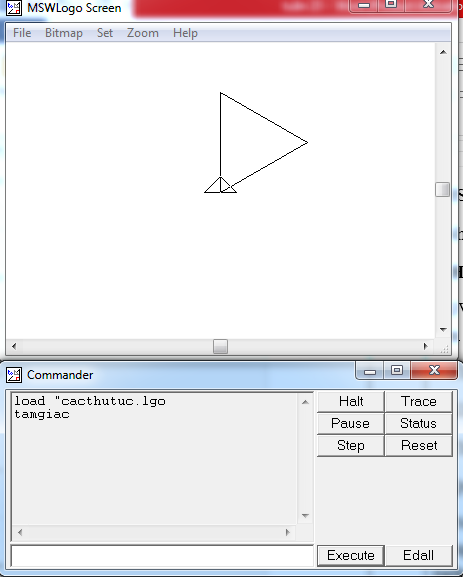 MSWLogo Screen
File Bitmap Set Zoom Help
Commander
load "cacthutuc.lgo
tamgiac
Halt Trace
Pause Status
Step Reset
Execute Edall